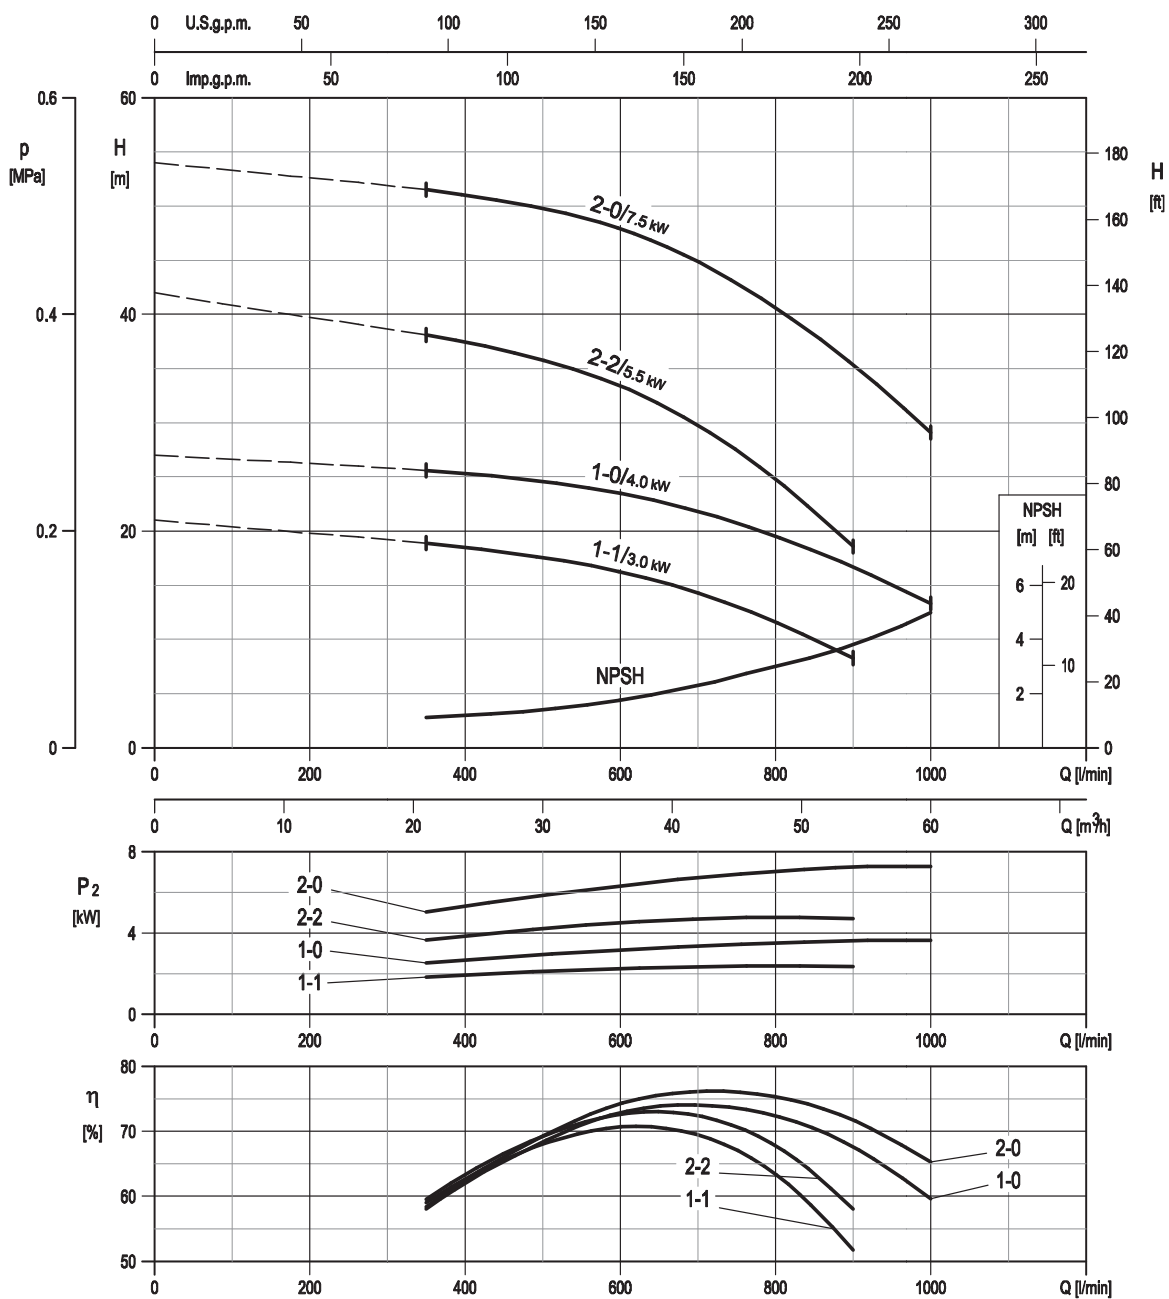 0 U.S.g.p.m. 50 100 150 200 250 300
0 Imp.g.p.m. 50 100 150 200 250
0.6 60
p H
[MPa] [m]
180
H
[ft]
2-0/7.5 kW
160
140
0.4 40
120
2-2/5.5 kW
100
1-0/4.0 kW
80
NPSH
0.2 20
[m] [ft]
1-1/3.0 kW
60
6 20
40
4 10
NPSH
20
2
0 0 0
0 200 400 600 800 1000 Q [l/min]
0 10 20 30 40 50 60 Q [m³/h]
8
P2
[kW]
2-0
2-2
4
1-0
1-1
0
0 200 400 600 800 1000 Q [l/min]
80
η
[%]
70
2-0
2-2
1-0
60
1-1
50
0 200 400 600 800 1000 Q [l/min]